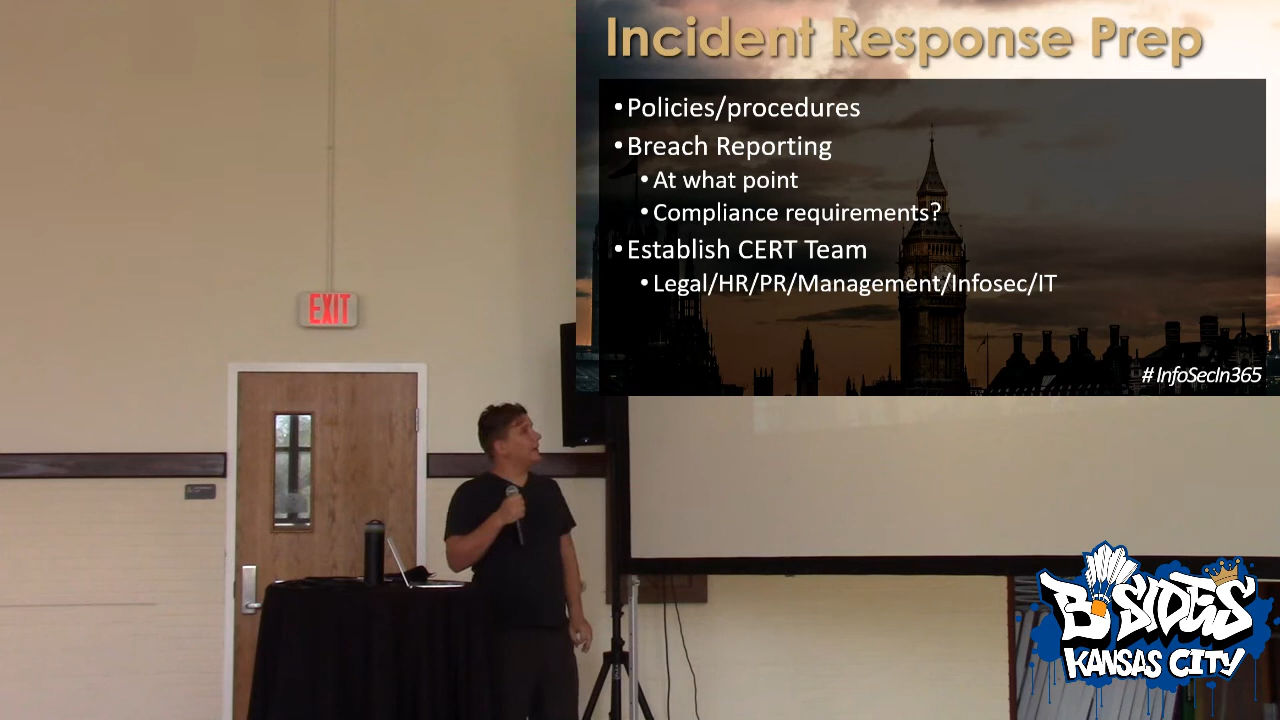 Incident Response Prep
•Policies/procedures
•Breach Reporting
•At what point
•Compliance requirements?
•Establish CERT Team
•Legal/HR/PR/Management/Infosec/IT
# InfoSecIn365
EXIT
B•SIDES
KANSAS CITY